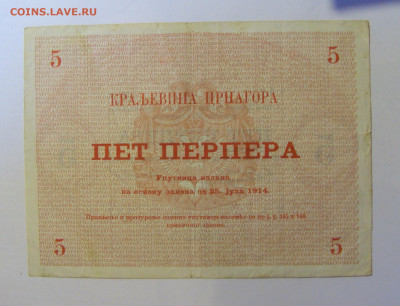 COINS.LAVE.RU
5 5
КРАЉЕВИНА ЦРНАГОРА
ПЕТ ПЕРПЕРА
Упутница издана
на основу закона од 25. јула 1914.
5 5